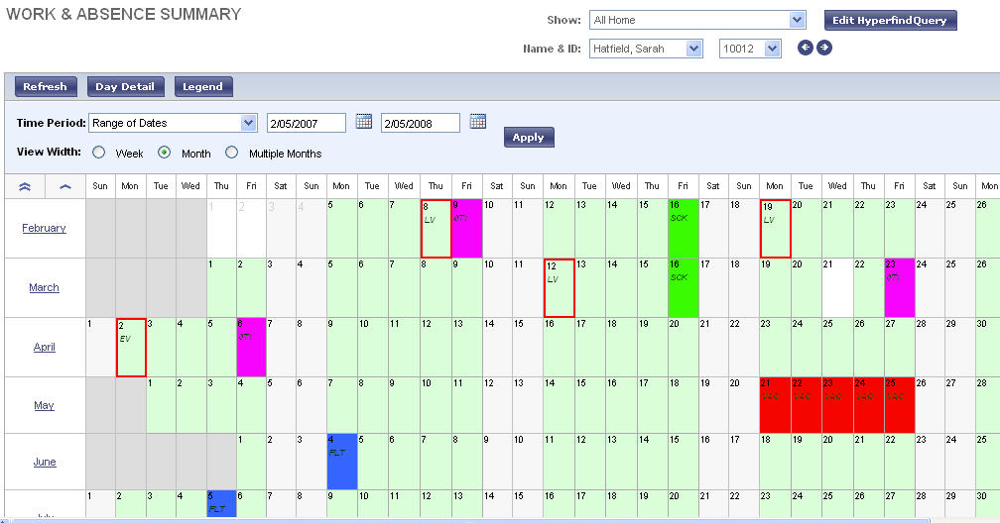 WORK & ABSENCE SUMMARY
Show: All Home Edit HyperfindQuery
Name & ID: Hatfield, Sarah 10012
Refresh Day Detail Legend
Time Period: Range of Dates 2/05/2007 2/05/2008
Apply
View Width: Week Month Multiple Months
Sun Mon Tue Wed Thu Fri Sat Sun Mon Tue Wed Thu Fri Sat Sun Mon Tue Wed Thu Fri Sat Sun Mon Tue Wed Thu Fri Sat Sun Mon
1 2 3 4 5 6 7 8 9 10 11 12 13 14 15 16 17 18 19 20 21 22 23 24 25 26
LV OT1 SCK LV
February
1 2 3 4 5 6 7 8 9 10 11 12 13 14 15 16 17 18 19 20 21 22 23 24 25 26
LV SCK OT1
March
1 2 3 4 5 6 7 8 9 10 11 12 13 14 15 16 17 18 19 20 21 22 23 24 25 26 27 28 29 30
EV OT1
April
1 2 3 4 5 6 7 8 9 10 11 12 13 14 15 16 17 18 19 20 21 22 23 24 25 26 27 28
VAC VAC VAC VAC VAC
May
1 2 3 4 5 6 7 8 9 10 11 12 13 14 15 16 17 18 19 20 21 22 23 24 25
FLT
June
1 2 3 4 5 6 7 8 9 10 11 12 13 14 15 16 17 18 19 20 21 22 23 24 25 26 27 28 29 30
FLT
July